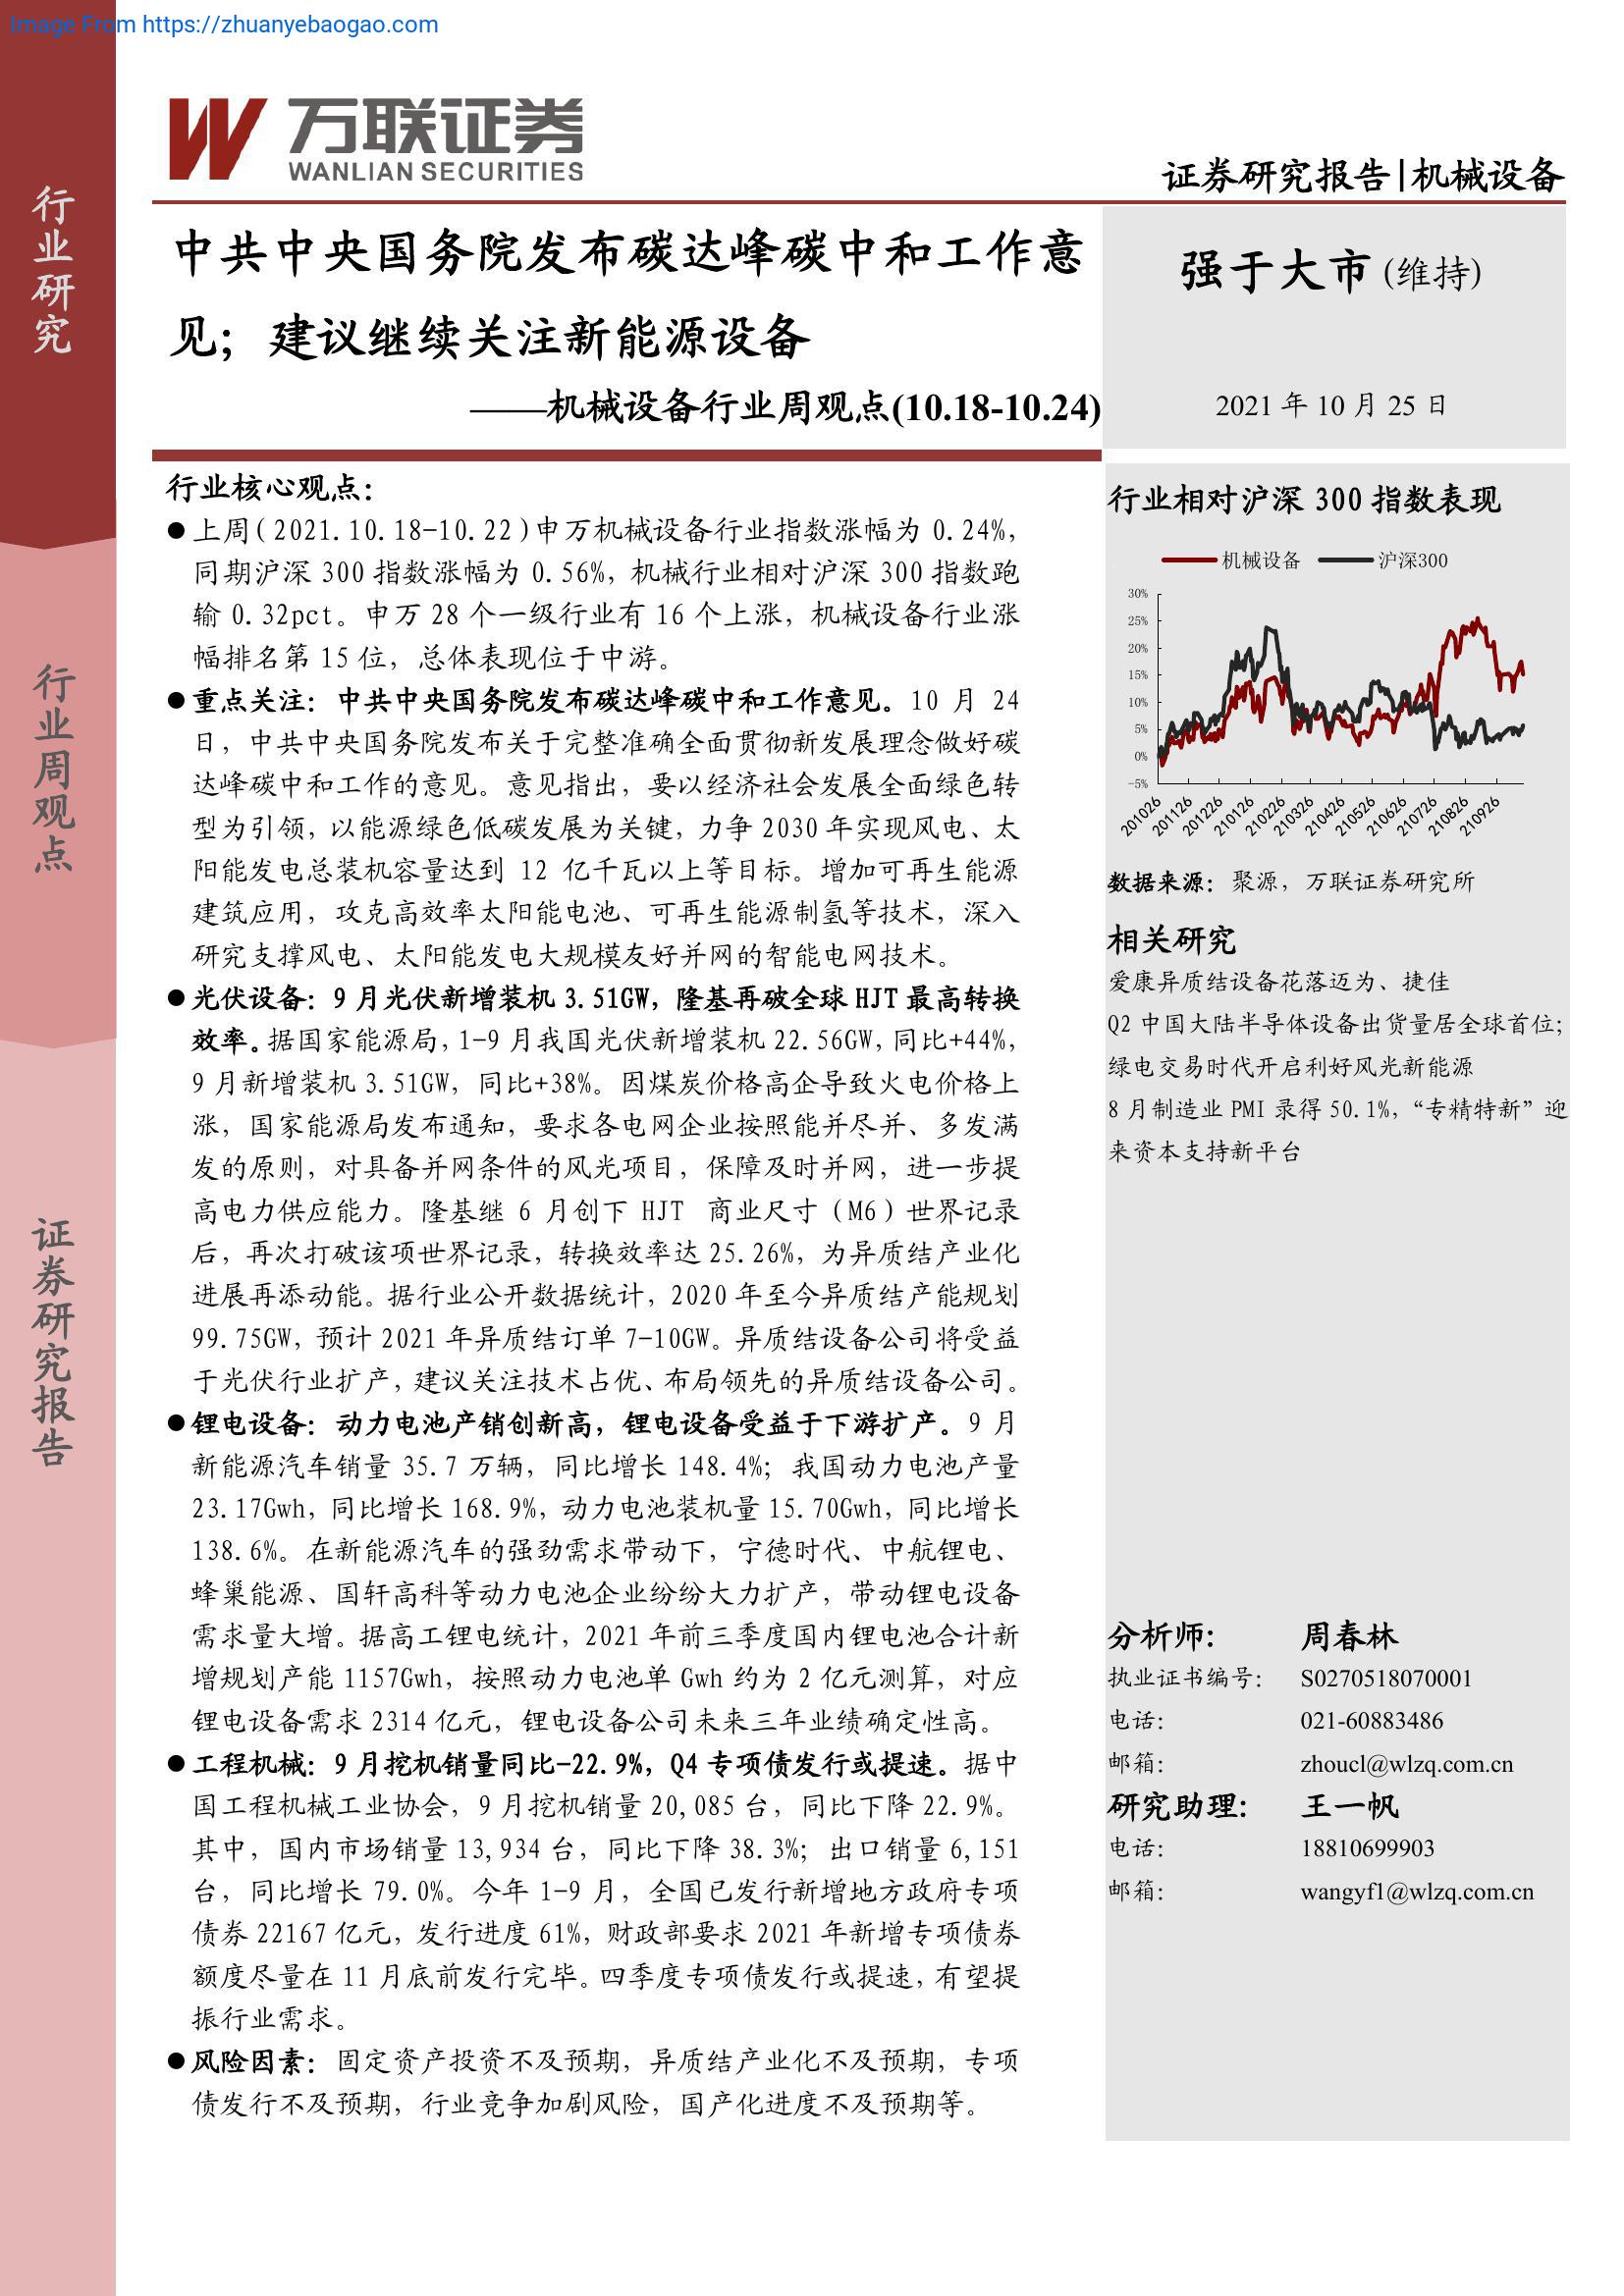 Image From https://zhuanyebaogao.com
万联证券
WANLIAN SECURITIES
证券研究报告|机械设备
行业研究
行业周观点
证券研究报告
中共中央国务院发布碳达峰碳中和工作意
见；建议继续关注新能源设备
——机械设备行业周观点(10.18-10.24)
强于大市(维持)
2021 年 10 月 25 日
行业核心观点：
●上周(2021.10.18-10.22)申万机械设备行业指数涨幅为 0.24%，
同期沪深 300 指数涨幅为 0.56%，机械行业相对沪深 300 指数跑
输 0.32pct。申万 28 个一级行业有 16 个上涨，机械设备行业涨
幅排名第 15 位，总体表现位于中游。
●重点关注：中共中央国务院发布碳达峰碳中和工作意见。10 月 24
日，中共中央国务院发布关于完整准确全面贯彻新发展理念做好碳
达峰碳中和工作的意见。意见指出，要以经济社会发展全面绿色转
型为引领，以能源绿色低碳发展为关键，力争 2030 年实现风电、太
阳能发电总装机容量达到 12 亿千瓦以上等目标。增加可再生能源
建筑应用，攻克高效率太阳能电池、可再生能源制氢等技术，深入
研究支撑风电、太阳能发电大规模友好并网的智能电网技术。
●光伏设备：9 月光伏新增装机 3.51GW，隆基再破全球 HJT 最高转换
效率。据国家能源局，1-9 月我国光伏新增装机 22.56GW，同比+44%，
9 月新增装机 3.51GW，同比+38%。因煤炭价格高企导致火电价格上
涨，国家能源局发布通知，要求各电网企业按照能并尽并、多发满
发的原则，对具备并网条件的风光项目，保障及时并网，进一步提
高电力供应能力。隆基继 6 月创下 HJT 商业尺寸（M6）世界记录
后，再次打破该项世界记录，转换效率达 25.26%，为异质结产业化
进展再添动能。据行业公开数据统计，2020 年至今异质结产能规划
99.75GW，预计 2021 年异质结订单 7-10GW。异质结设备公司将受益
于光伏行业扩产，建议关注技术占优、布局领先的异质结设备公司。
●锂电设备：动力电池产销创新高，锂电设备受益于下游扩产。9 月
新能源汽车销量 35.7 万辆，同比增长 148.4%；我国动力电池产量
23.17Gwh，同比增长 168.9%，动力电池装机量 15.70Gwh，同比增长
138.6%。在新能源汽车的强劲需求带动下，宁德时代、中航锂电、
蜂巢能源、国轩高科等动力电池企业纷纷大力扩产，带动锂电设备
需求量大增。据高工锂电统计，2021 年前三季度国内锂电池合计新
增规划产能 1157Gwh，按照动力电池单 Gwh 约为 2 亿元测算，对应
锂电设备需求 2314 亿元，锂电设备公司未来三年业绩确定性高。
●工程机械：9 月挖机销量同比-22.9%，Q4 专项债发行或提速。据中
国工程机械工业协会，9 月挖机销量 20,085 台，同比下降 22.9%。
其中，国内市场销量 13,934 台，同比下降 38.3%；出口销量 6,151
台，同比增长 79.0%。今年 1-9 月，全国已发行新增地方政府专项
债券 22167 亿元，发行进度 61%，财政部要求 2021 年新增专项债券
额度尽量在 11 月底前发行完毕。四季度专项债发行或提速，有望提
振行业需求。
●风险因素：固定资产投资不及预期，异质结产业化不及预期，专项
债发行不及预期，行业竞争加剧风险，国产化进度不及预期等。
行业相对沪深 300 指数表现
机械设备 沪深300
30%
25%
20%
15%
10%
5%
0%
-5%
201026 201126 201226 210126 210226 210326 210426 210526 210626 210726 210826 210926
数据来源：聚源，万联证券研究所
相关研究
爱康异质结设备花落迈为、捷佳
Q2 中国大陆半导体设备出货量居全球首位；
绿电交易时代开启利好风光新能源
8 月制造业 PMI 录得 50.1%，“专精特新”迎
来资本支持新平台
分析师： 周春林
执业证书编号： S0270518070001
电话： 021-60883486
邮箱： zhoucl@wlzq.com.cn
研究助理： 王一帆
电话： 18810699903
邮箱： wangyf1@wlzq.com.cn